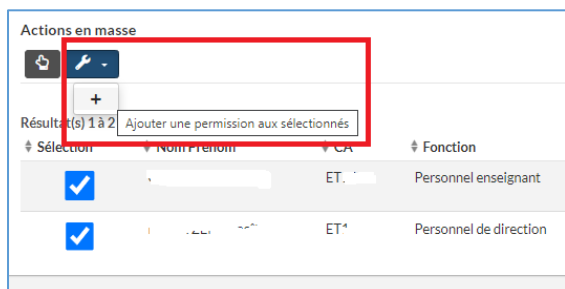 Actions en masse
+
Résultat(s) 1 à 2
Ajouter une permission aux sélectionnés
Sélection Nom Prénom CA Fonction
ET Personnel enseignant
Personnel de direction